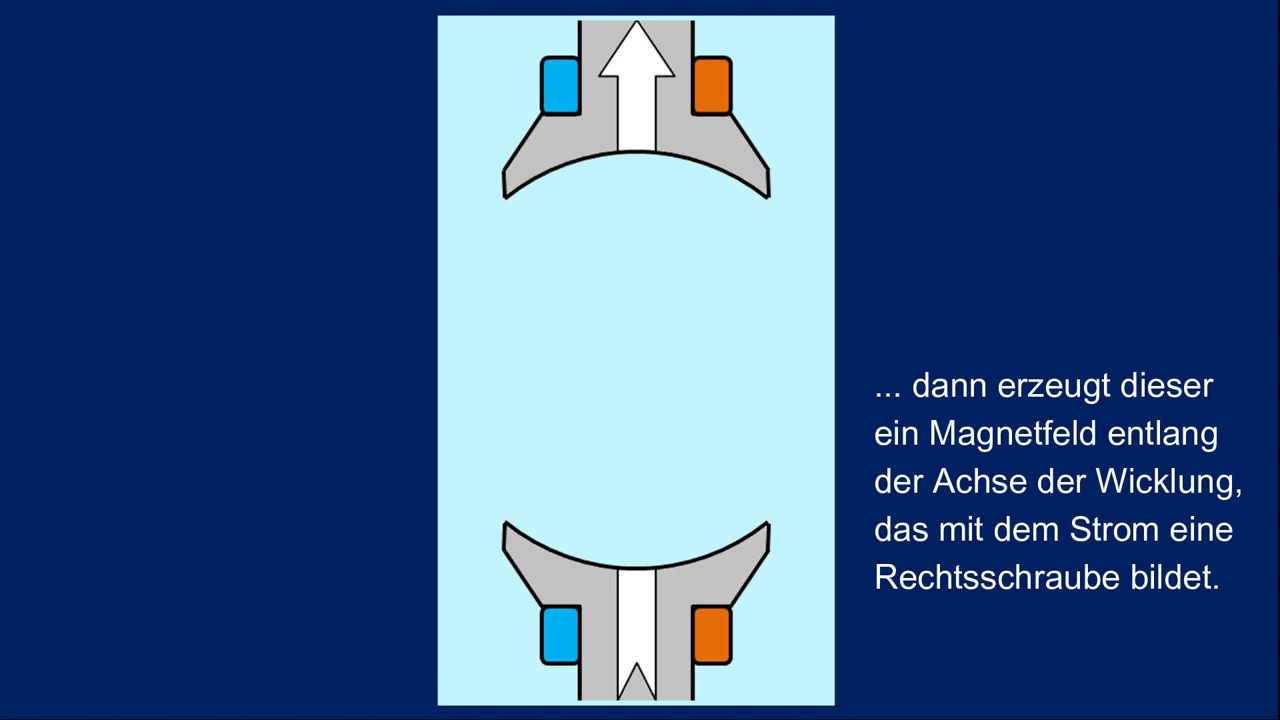 ... dann erzeugt dieser
ein Magnetfeld entlang
der Achse der Wicklung,
das mit dem Strom eine
Rechtsschraube bildet.